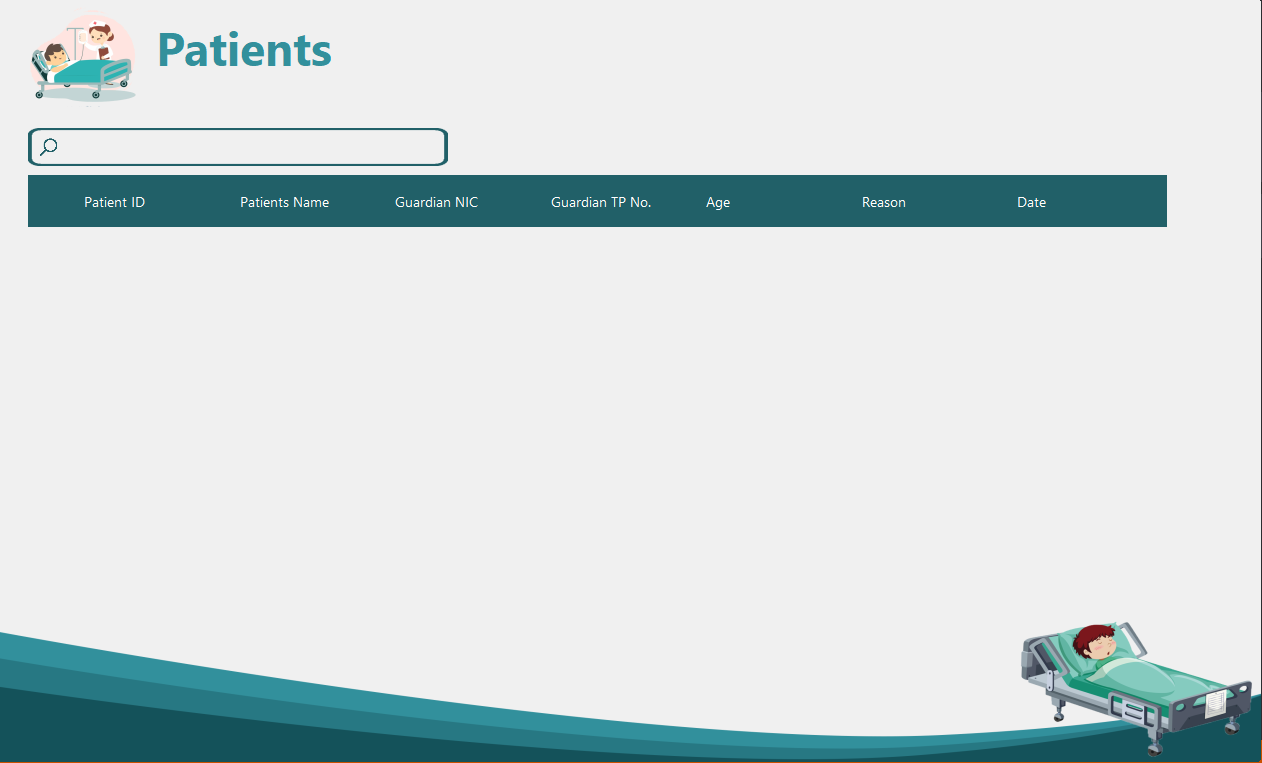 Patients
Patient ID Patients Name Guardian NIC Guardian TP No. Age Reason Date